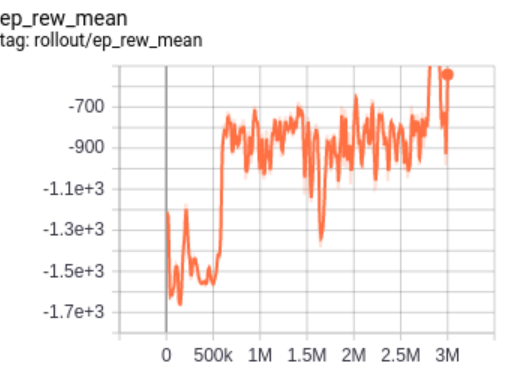 ep_rew_mean
tag: rollout/ep_rew_mean
-700
-900
-1.1e+3
-1.3e+3
-1.5e+3
-1.7e+3
0 500k 1M 1.5M 2M 2.5M 3M